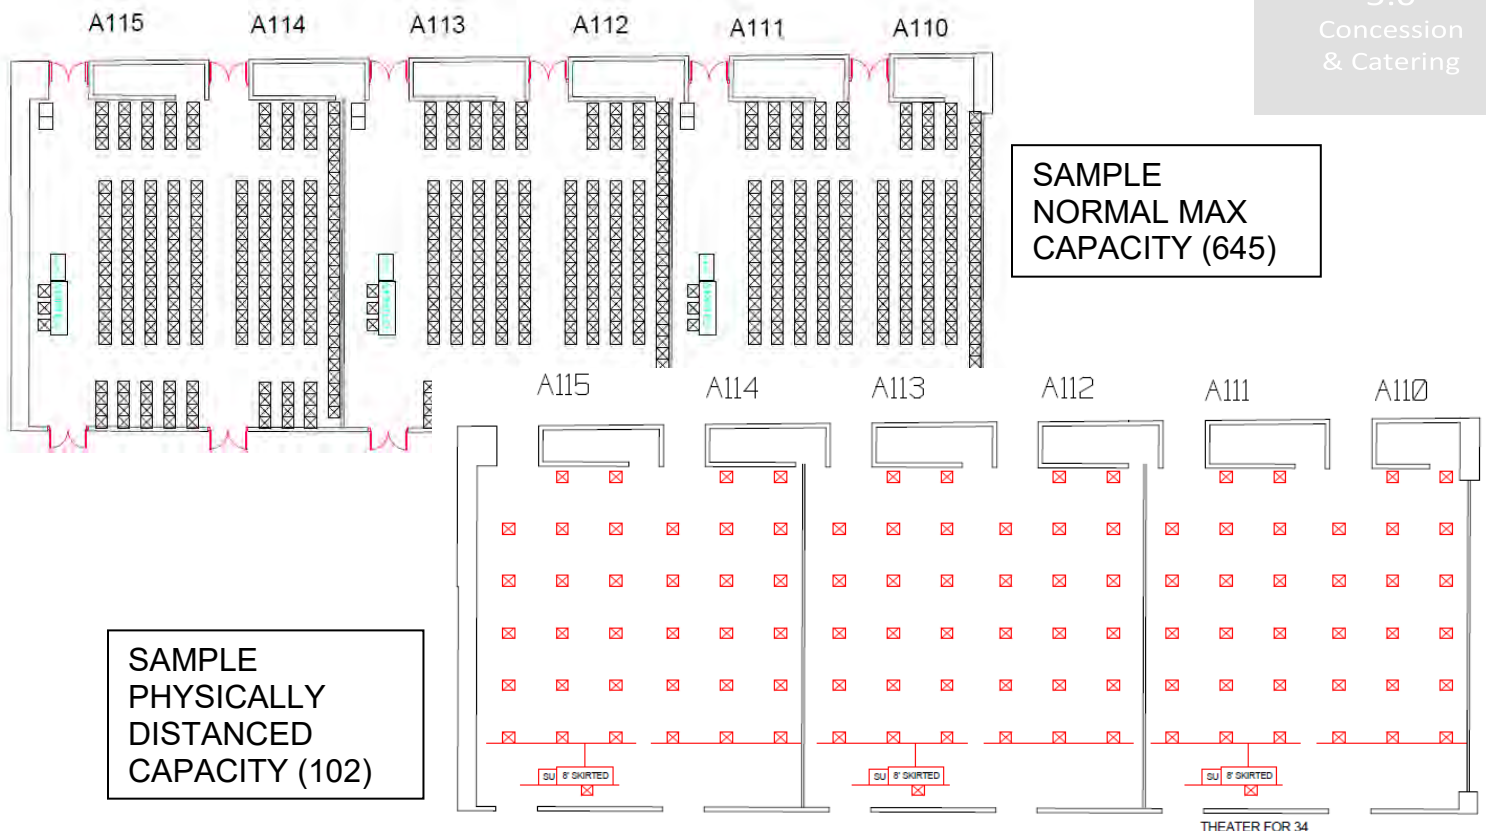 Concession
& Catering
A115 A114 A113 A112 A111 A110
SAMPLE
NORMAL MAX
CAPACITY (645)
A115 A114 A113 A112 A111 A110
SAMPLE
PHYSICALLY
DISTANCED
CAPACITY (102)
SU 8' SKIRTED SU 8' SKIRTED SU 8' SKIRTED
THEATER FOR 34